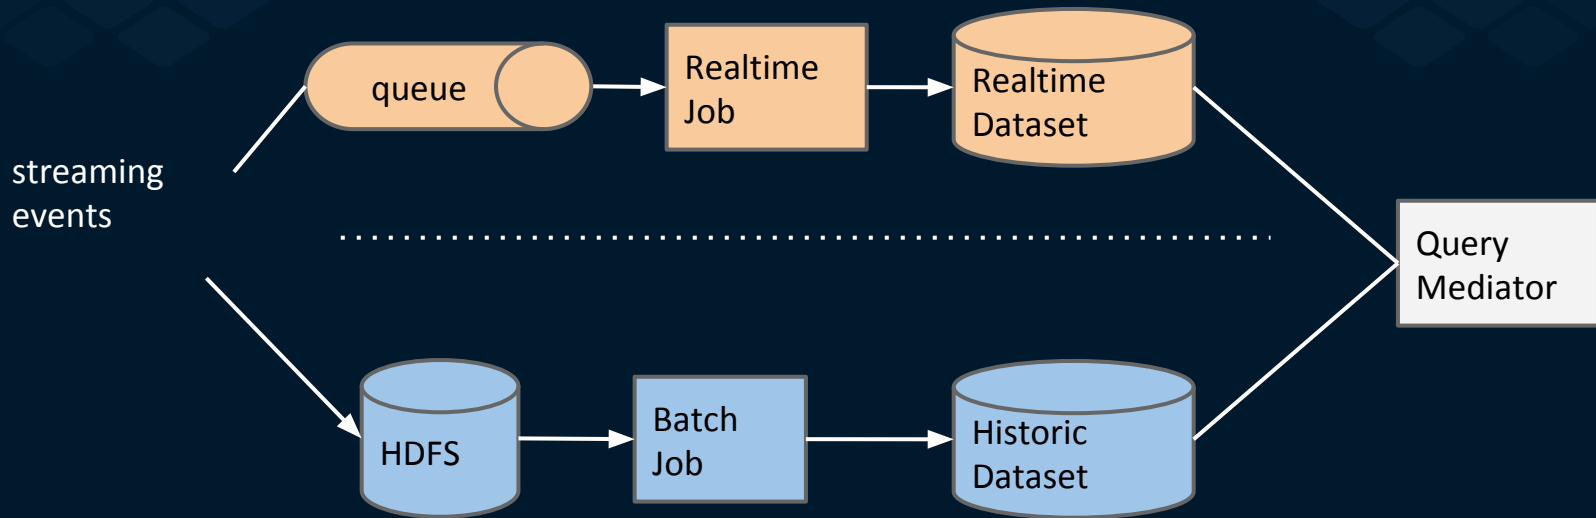 streaming
events
queue
Realtime
Job
Realtime
Dataset
HDFS
Batch
Job
Historic
Dataset
Query
Mediator